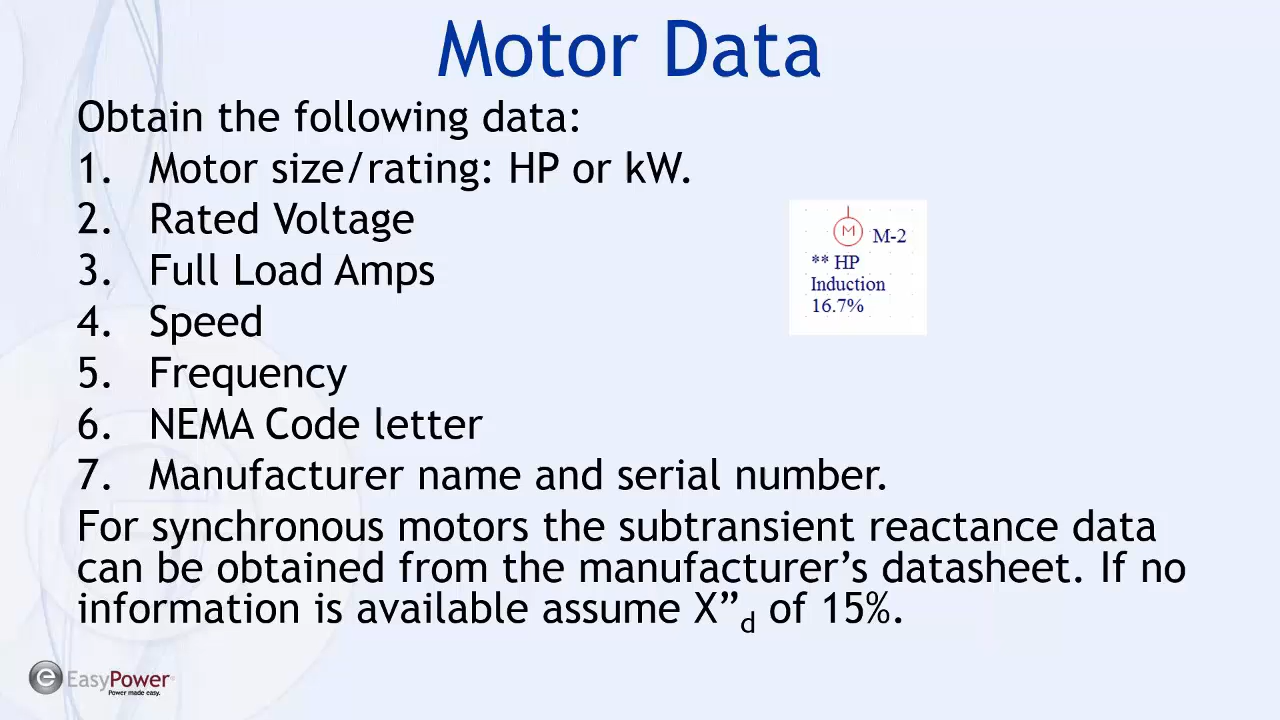 Motor Data
Obtain the following data:
1. Motor size/rating: HP or kW.
2. Rated Voltage
3. Full Load Amps
4. Speed
5. Frequency
6. NEMA Code letter
7. Manufacturer name and serial number.
For synchronous motors the subtransient reactance data
can be obtained from the manufacturer’s datasheet. If no
information is available assume X”d of 15%.
M
M-2
** HP
Induction
16.7%
e EasyPower
Power made easy.